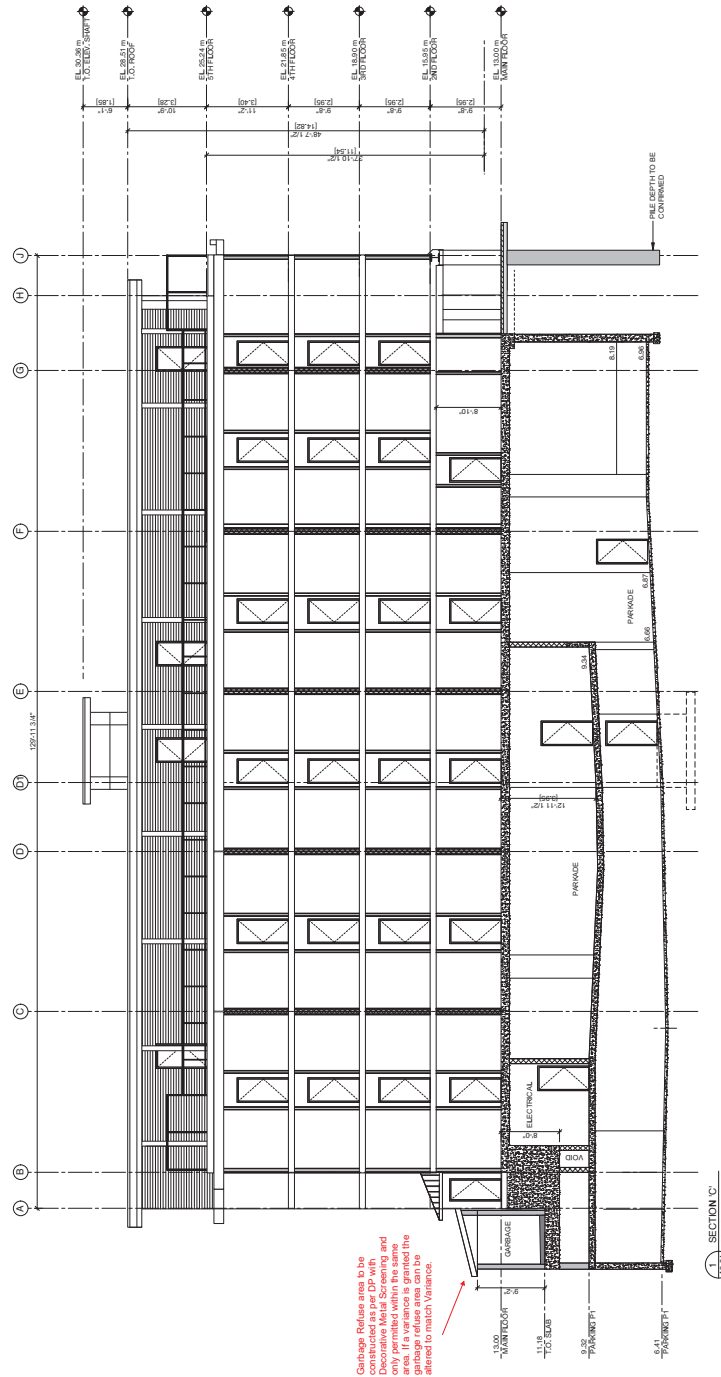 EL. 30.36 m
T.O. ELEV. SHAFT
EL. 28.51 m
T.O. ROOF
EL. 25.24 m
5TH FLOOR
EL. 21.85 m
4TH FLOOR
EL. 18.90 m
3RD FLOOR
EL. 15.95 m
2ND FLOOR
EL. 13.00 m
MAIN FLOOR
6'-1"
[1.85]
10'-9"
[3.28]
11'-2"
[3.40]
9'-8"
[2.95]
9'-8"
[2.95]
9'-8"
[2.95]
48'-7 1/2"
[14.82]
37'-10 1/2"
[11.54]
PILE DEPTH TO BE
CONFIRMED
J
H
G
F
E
D1
D
C
B
A
129'-11 3/4"
8'-10"
8.19
6.96
PARKADE
6.87
6.66
9.34
12'-11 1/2"
[3.95]
PARKADE
ELECTRICAL
8'-0"
VOID
GARBAGE
9'-2"
Garbage Refuse area to be
constructed as per DP with
Decorative Metal Screening and
only permitted within the same
area. If a variance is granted the
garbage refuse area can be
altered to match Variance.
13.00
MAIN FLOOR
11.18
T.O. SLAB
9.32
PARKING P1
6.41
PARKING P1
1
SECTION 'C'